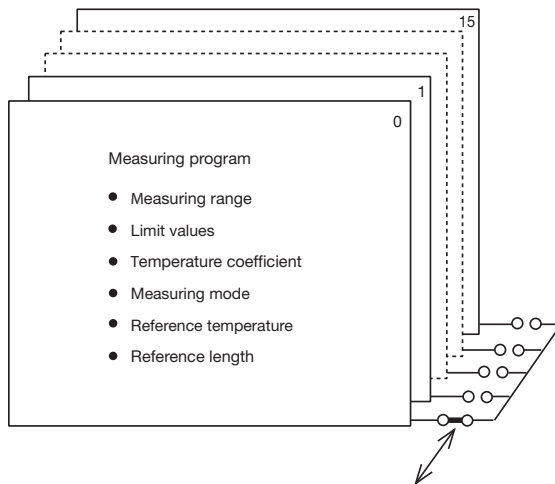 15
1
0
Measuring program
● Measuring range
● Limit values
● Temperature coefficient
● Measuring mode
● Reference temperature
● Reference length